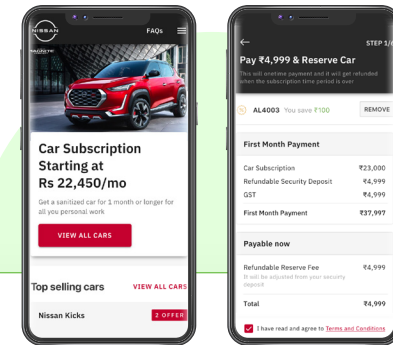 NISSAN
FAQs
MAGNITE
Car Subscription
Starting at
Rs 22,450/mo
Get a sanitized car for 1 month or longer for
all you personal work
VIEW ALL CARS
Top selling cars
VIEW ALL CARS
Nissan Kicks
2 OFFER
STEP 1/6
Pay ₹4,999 & Reserve Car
This will onetime payment and it will get refunded
when the subscription time period is over
AL4003 You save ₹100
REMOVE
First Month Payment
Car Subscription ₹23,000
Refundable Security Deposit ₹4,999
GST ₹4,999
First Month Payment ₹37,997
Payable now
Refundable Reserve Fee ₹4,999
It will be adjusted from your security
deposit
Total ₹4,999
I have read and agree to Terms and Conditions